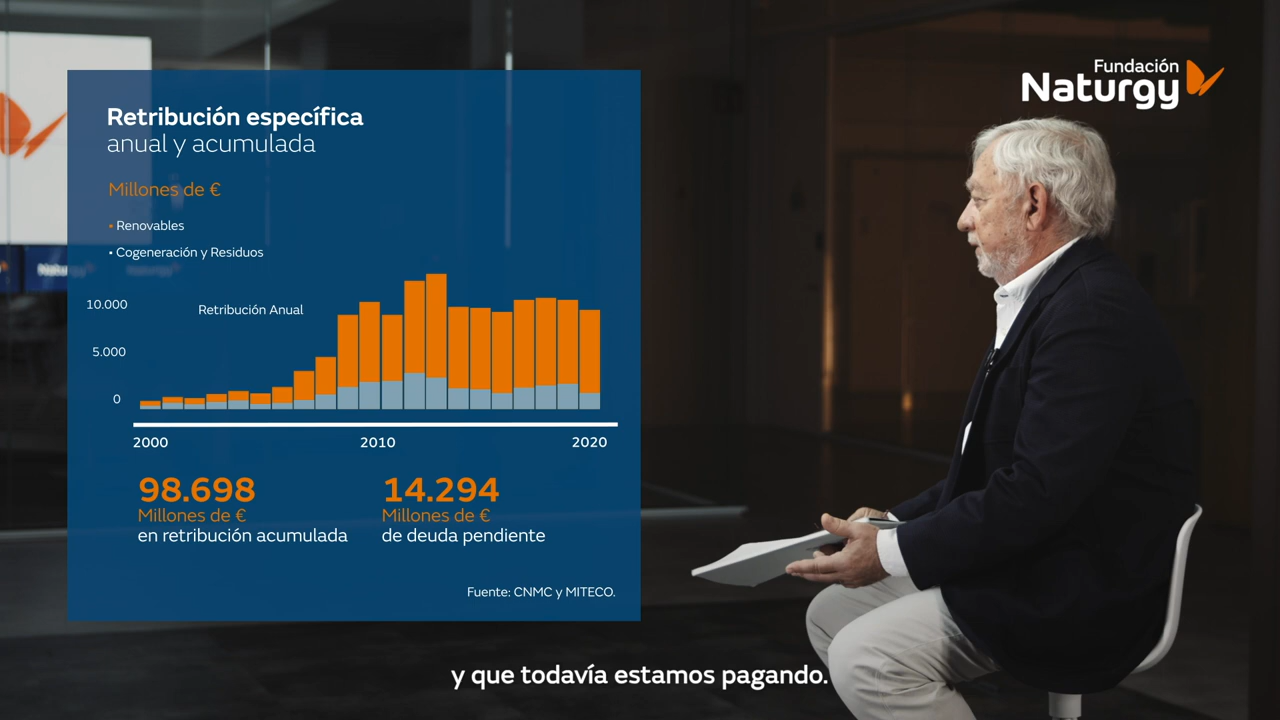 Fundación
Naturgy
Retribución específica
anual y acumulada
Millones de €
• Renovables
• Cogeneración y Residuos
10.000
Retribución Anual
5.000
0
2000
2010
2020
98.698
Millones de €
en retribución acumulada
14.294
Millones de €
de deuda pendiente
Fuente: CNMC y MITECO.
Naturgy
y que todavía estamos pagando.